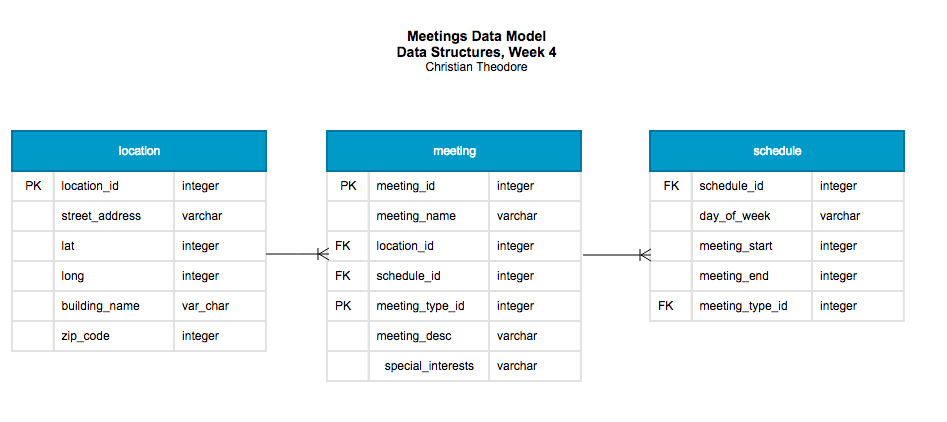 Meetings Data Model
Data Structures, Week 4
Christian Theodore
location
PK location_id integer
street_address varchar
lat integer
long integer
building_name var_char
zip_code integer
meeting
PK meeting_id integer
meeting_name varchar
FK location_id integer
FK schedule_id integer
PK meeting_type_id integer
meeting_desc varchar
special_interests varchar
schedule
FK schedule_id integer
day_of_week varchar
meeting_start integer
meeting_end integer
FK meeting_type_id integer